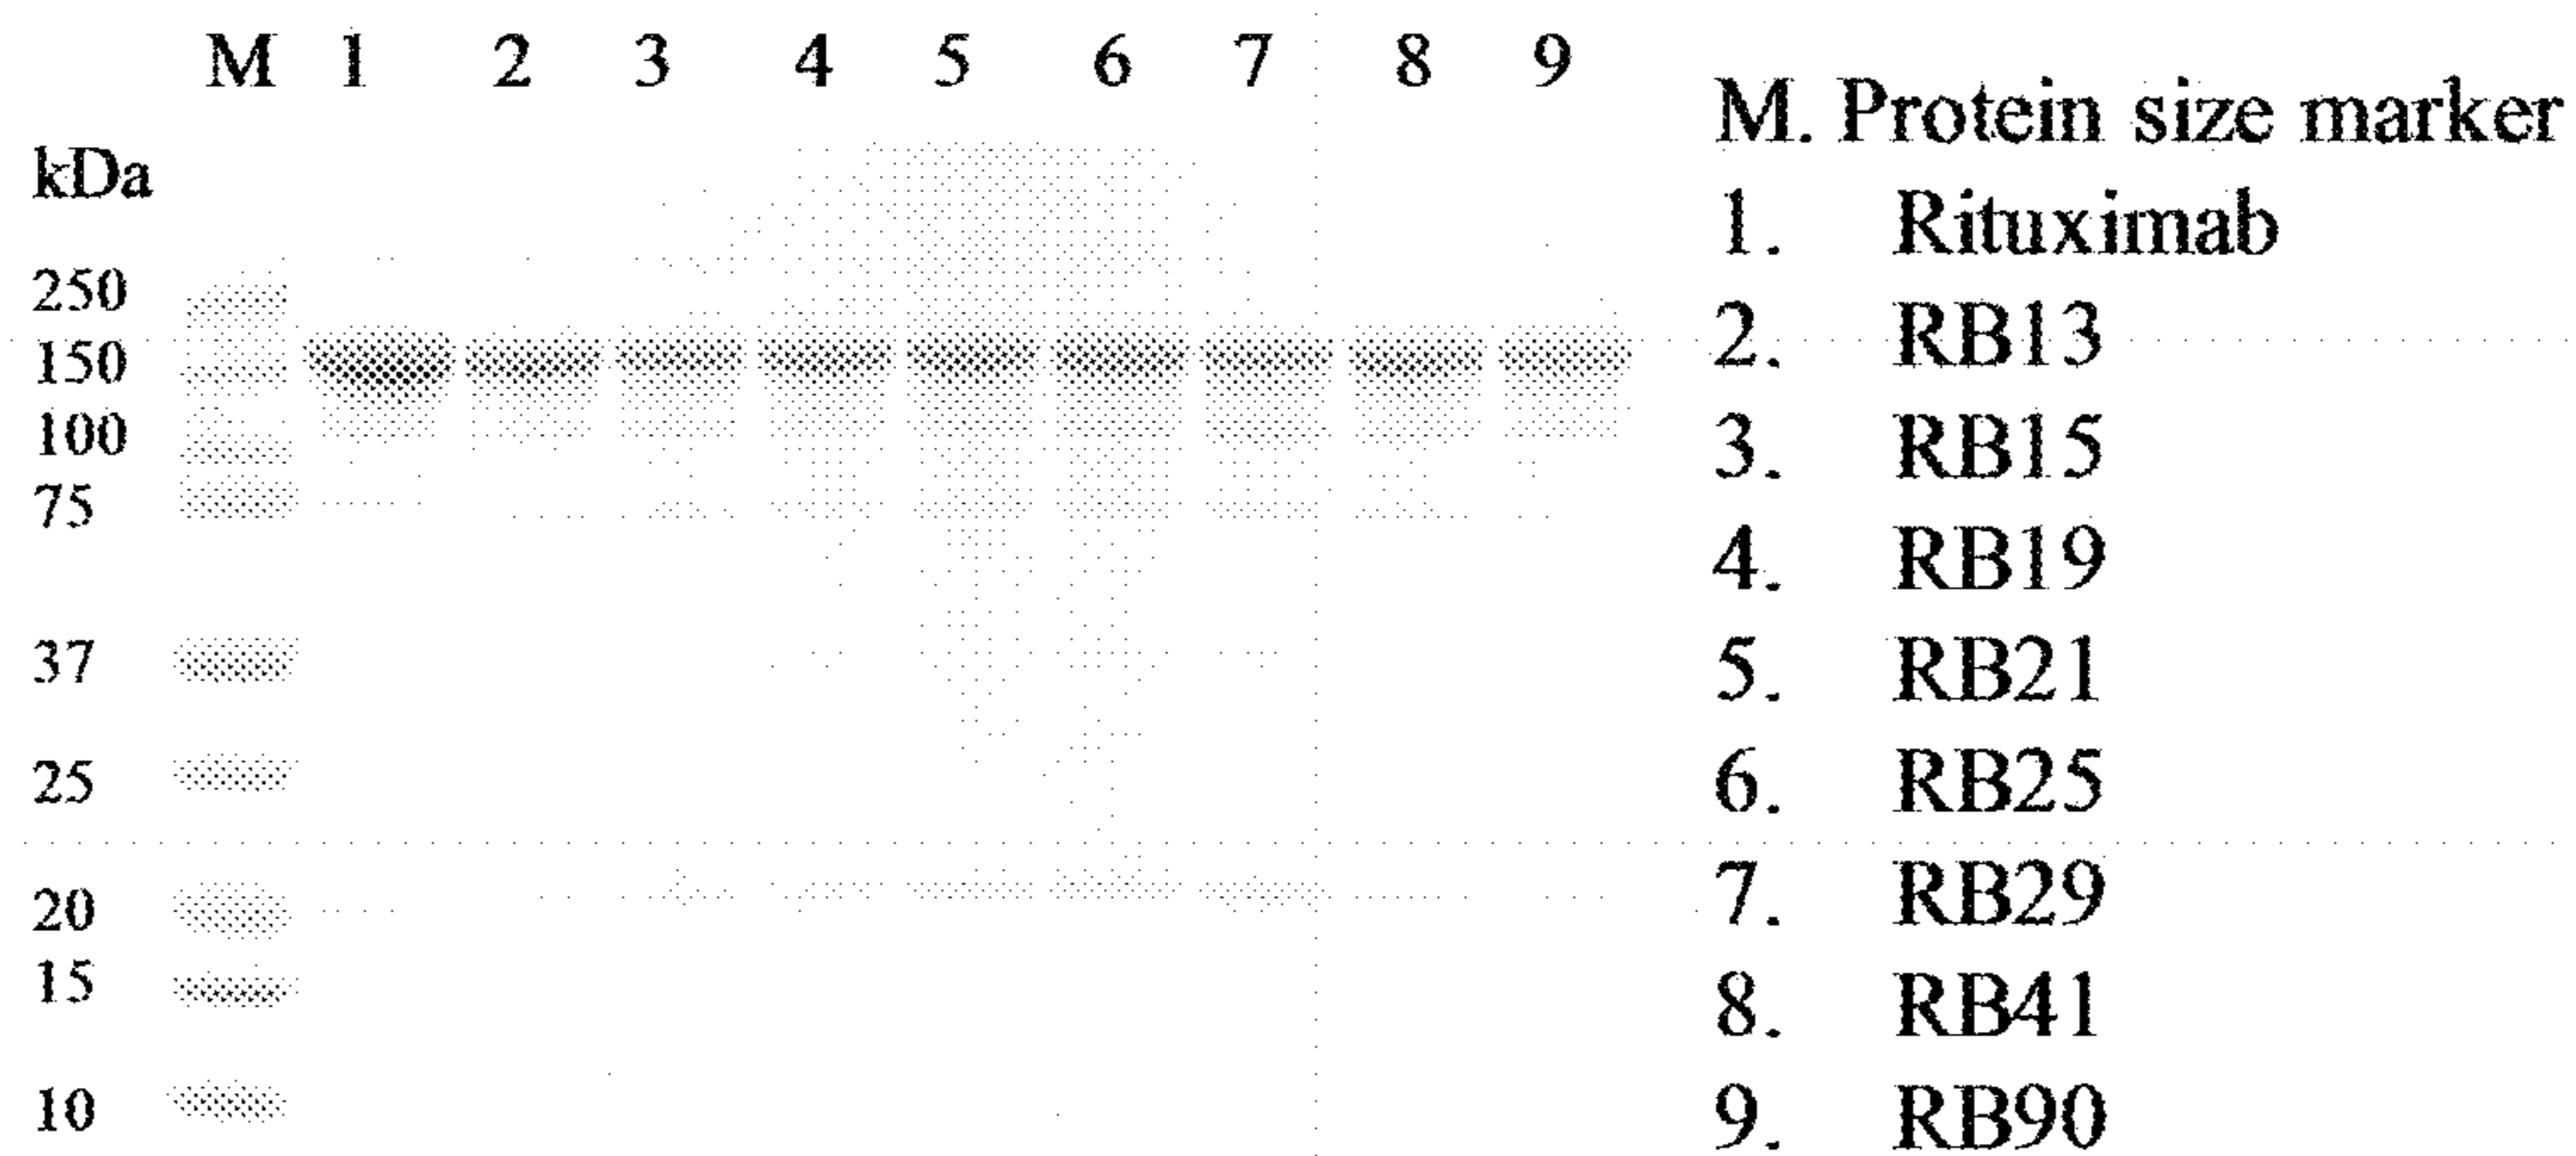 M 1 2 3 4 5 6 7 8 9
kDa
250
150
100
75
37
25
20
15
10
M. Protein size marker
1. Rituximab
2. RB13
3. RB15
4. RB19
5. RB21
6. RB25
7. RB29
8. RB41
9. RB90